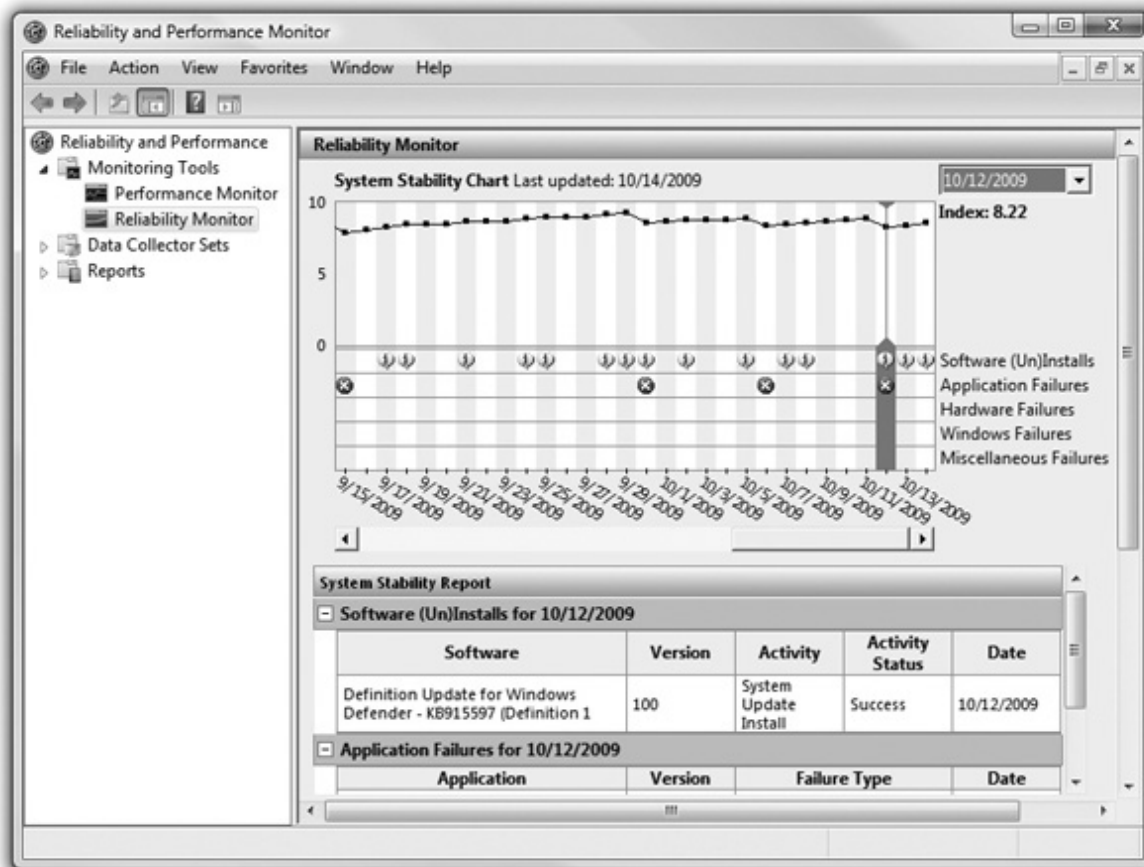 Reliability and Performance Monitor
File Action View Favorites Window Help
Reliability and Performance
Monitoring Tools
Performance Monitor
Reliability Monitor
Data Collector Sets
Reports
Reliability Monitor
System Stability Chart Last updated: 10/14/2009
10/12/2009
Index: 8.22
10
5
0
Software (Un)Installs
Application Failures
Hardware Failures
Windows Failures
Miscellaneous Failures
9/15/2009 9/17/2009 9/19/2009 9/21/2009 9/23/2009 9/25/2009 9/27/2009 9/29/2009 10/1/2009 10/3/2009 10/5/2009 10/7/2009 10/9/2009 10/11/2009 10/13/2009
System Stability Report
Software (Un)Installs for 10/12/2009
Software Version Activity Activity Status Date
Definition Update for Windows
Defender - KB915597 (Definition 1
100
System
Update
Install
Success
10/12/2009
Application Failures for 10/12/2009
Application Version Failure Type Date